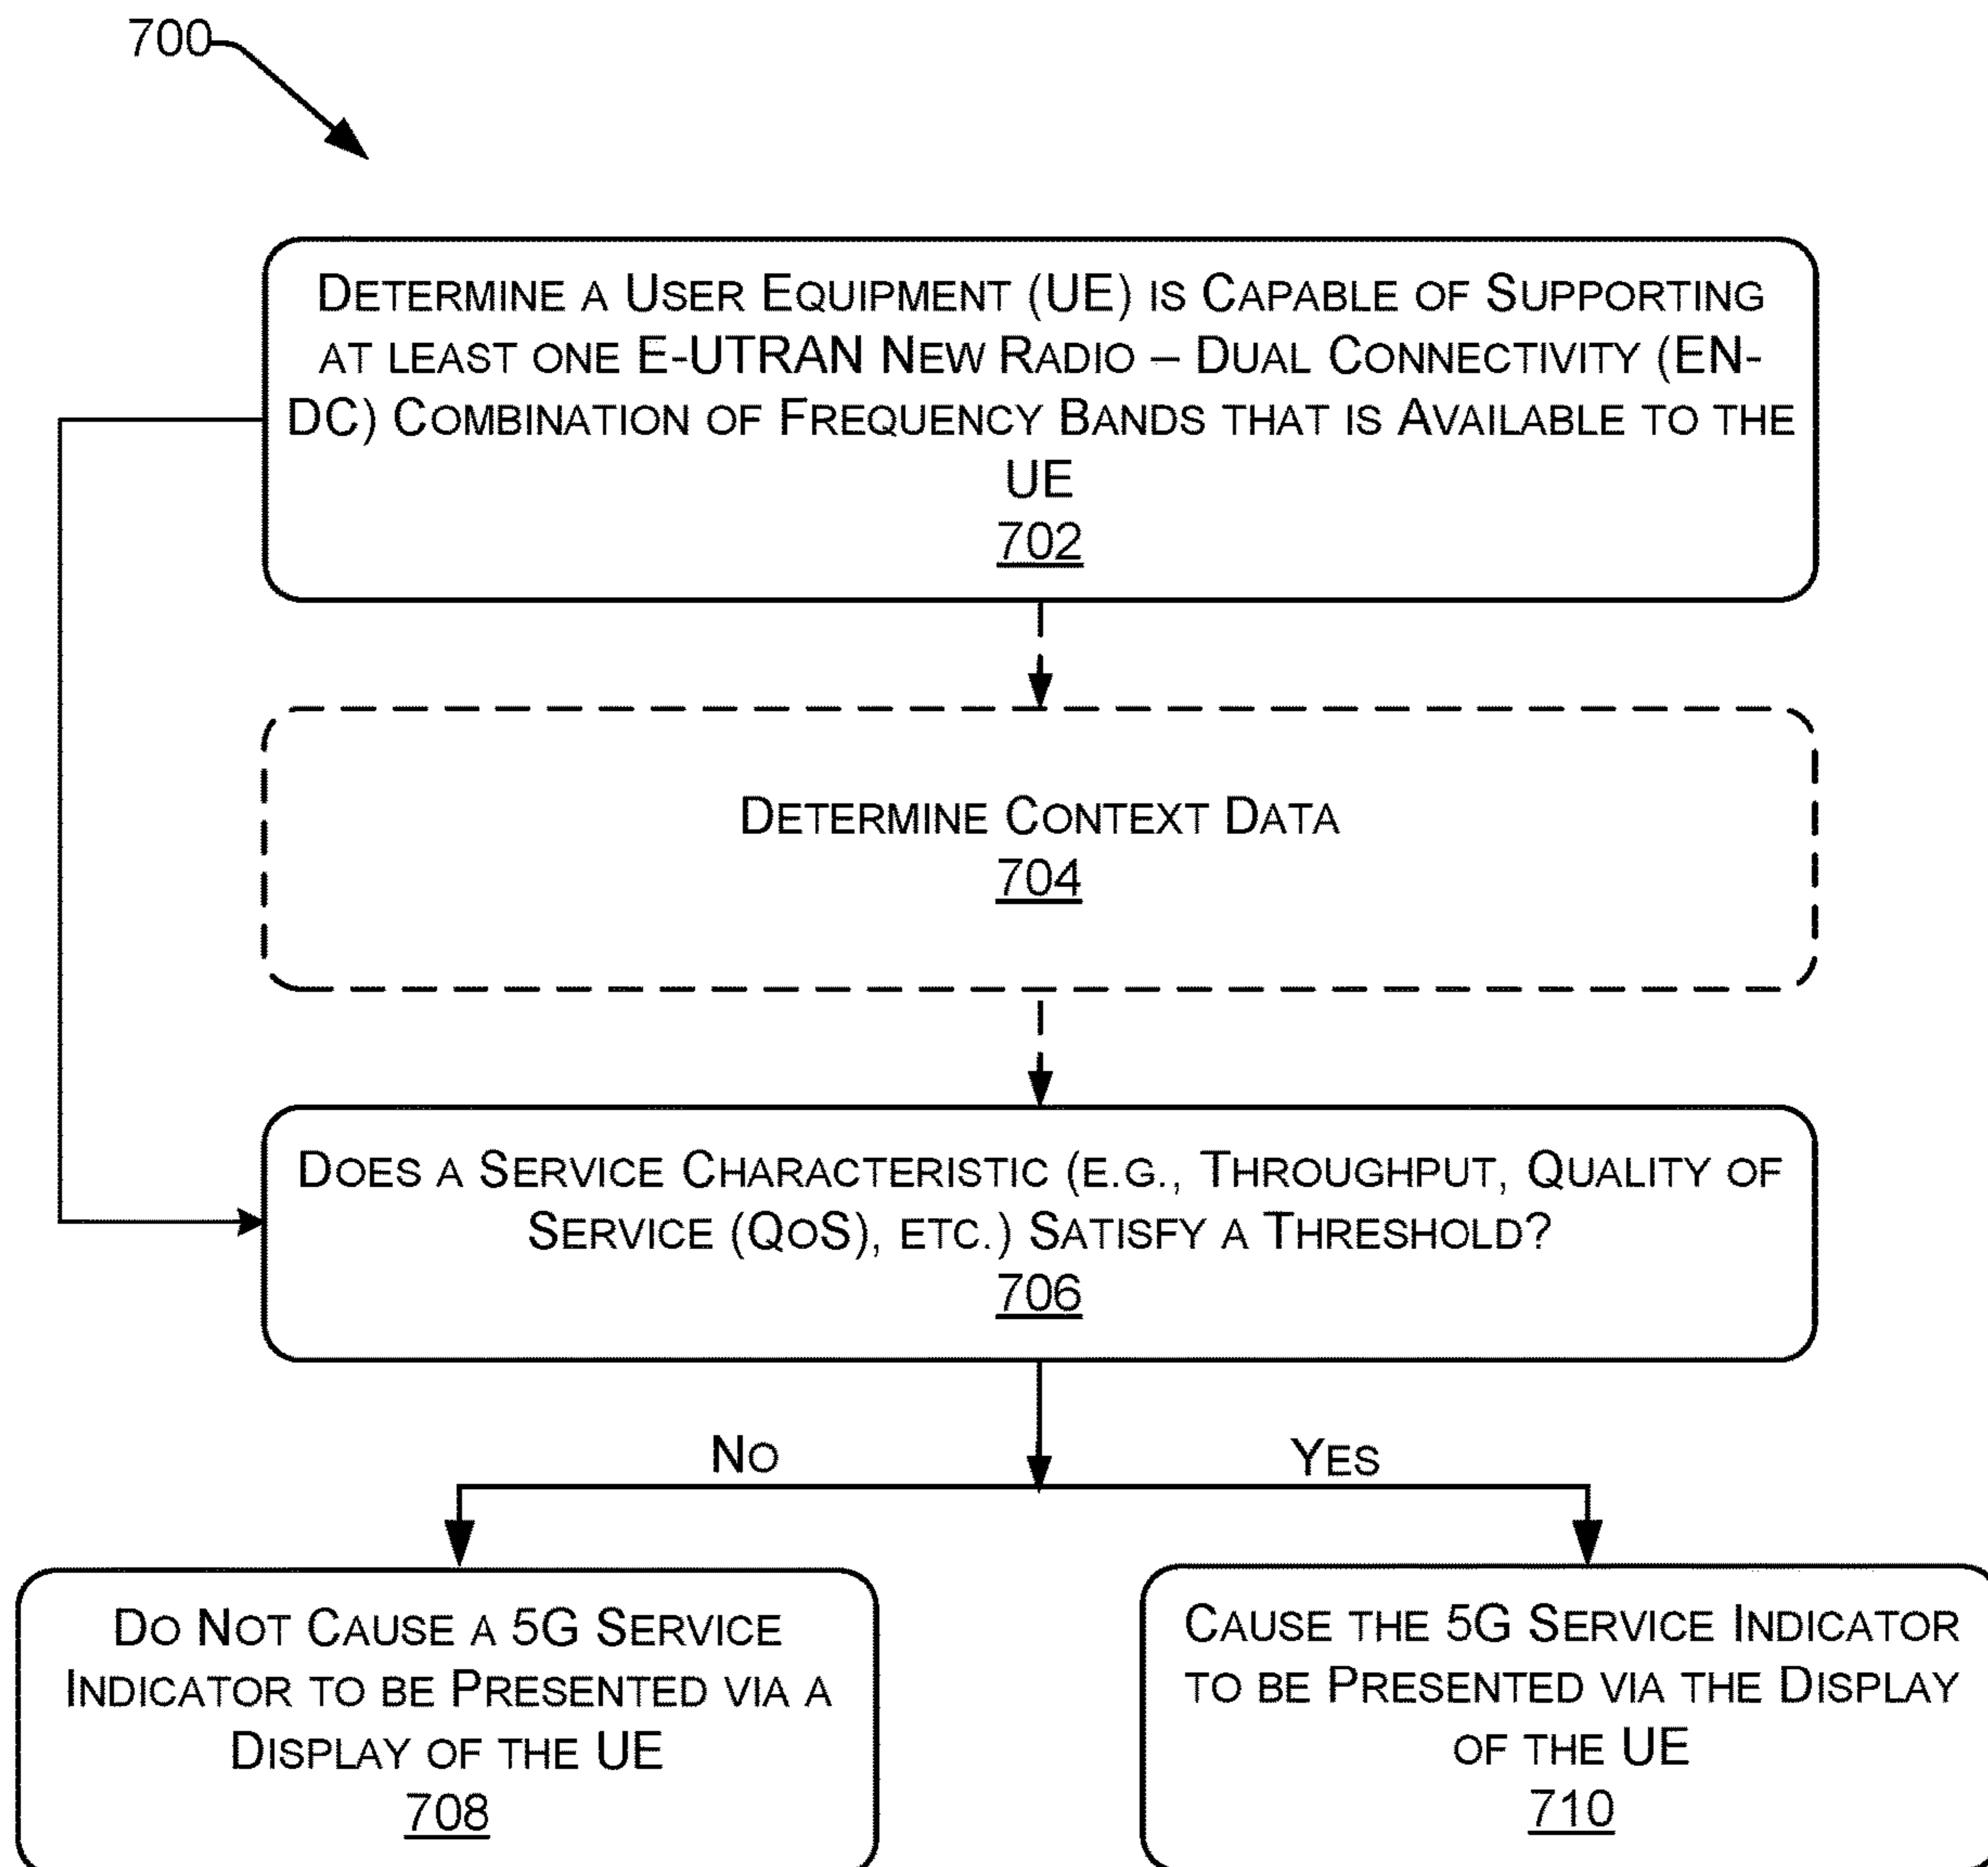 700
DETERMINE A USER EQUIPMENT (UE) IS CAPABLE OF SUPPORTING
AT LEAST ONE E-UTRAN NEW RADIO – DUAL CONNECTIVITY (EN-
DC) COMBINATION OF FREQUENCY BANDS THAT IS AVAILABLE TO THE
UE
702
DETERMINE CONTEXT DATA
704
DOES A SERVICE CHARACTERISTIC (E.G., THROUGHPUT, QUALITY OF
SERVICE (QOS), ETC.) SATISFY A THRESHOLD?
706
NO
YES
DO NOT CAUSE A 5G SERVICE
INDICATOR TO BE PRESENTED VIA A
DISPLAY OF THE UE
708
CAUSE THE 5G SERVICE INDICATOR
TO BE PRESENTED VIA THE DISPLAY
OF THE UE
710